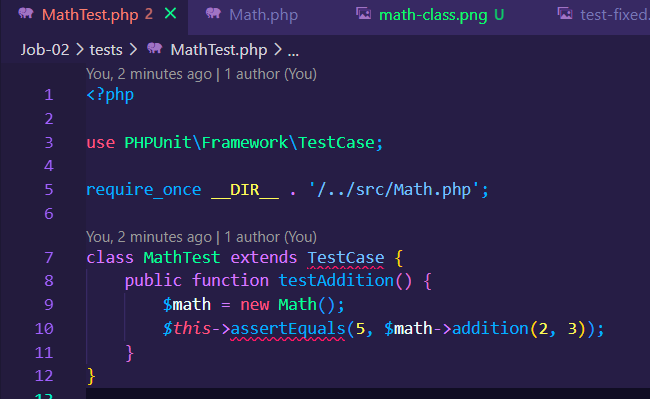 MathTest.php 2 × Math.php math-class.png U test-fixed.
Job-02 > tests > MathTest.php > ...
You, 2 minutes ago | 1 author (You)
1 <?php
2
3 use PHPUnit\Framework\TestCase;
4
5 require_once __DIR__ . '/../src/Math.php';
6
You, 2 minutes ago | 1 author (You)
7 class MathTest extends TestCase {
8     public function testAddition() {
9         $math = new Math();
10         $this->assertEquals(5, $math->addition(2, 3));
11     }
12 }
13